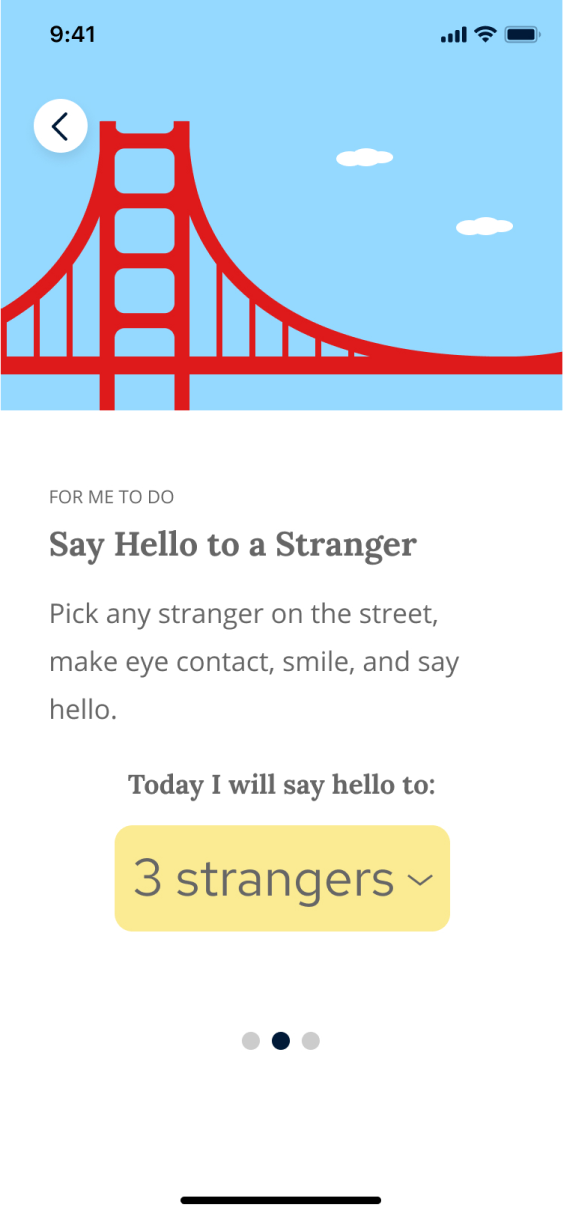 9:41
FOR ME TO DO
Say Hello to a Stranger
Pick any stranger on the street,
make eye contact, smile, and say
hello.
Today I will say hello to:
3 strangers